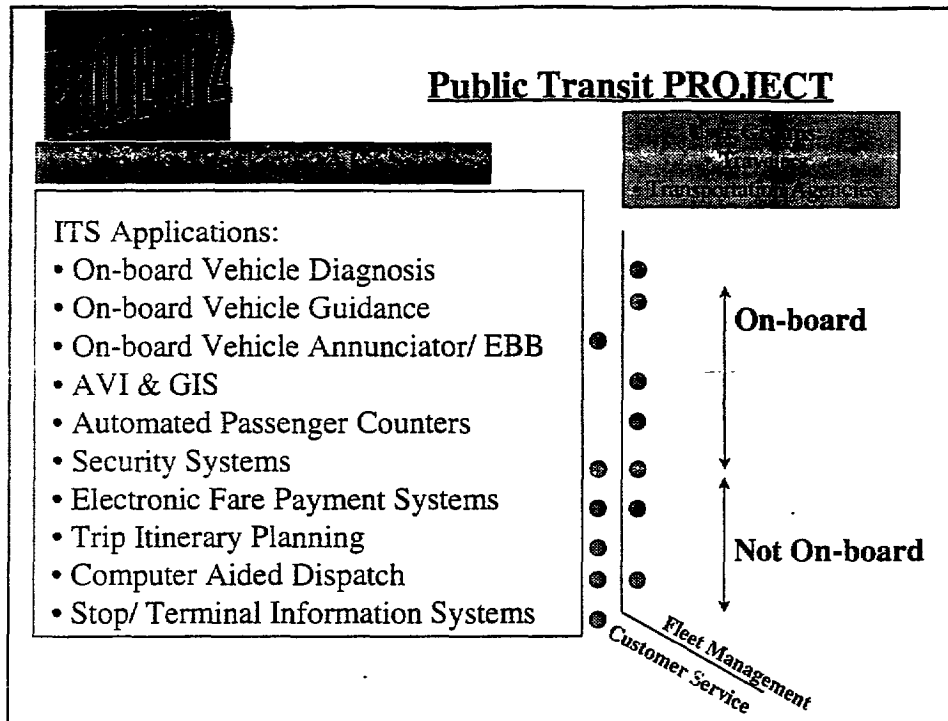 Public Transit PROJECT
• Transportation Agencies
ITS Applications:
• On-board Vehicle Diagnosis
• On-board Vehicle Guidance
• On-board Vehicle Annunciator/ EBB
• AVI & GIS
• Automated Passenger Counters
• Security Systems
• Electronic Fare Payment Systems
• Trip Itinerary Planning
• Computer Aided Dispatch
• Stop/ Terminal Information Systems
On-board
Not On-board
Fleet Management
Customer Service